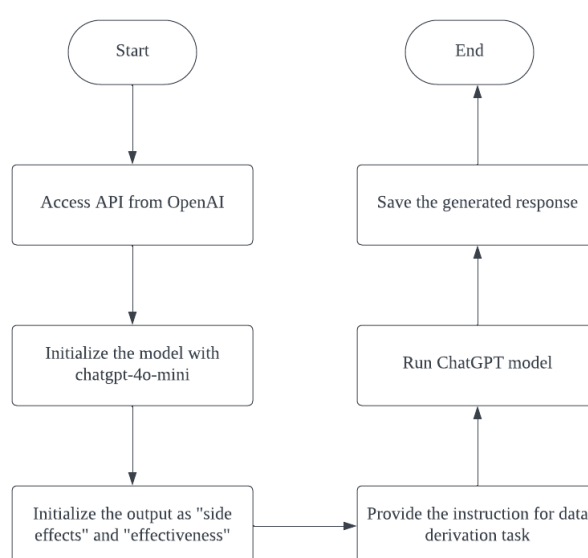 Start
Access API from OpenAI
Initialize the model with
chatgpt-4o-mini
Initialize the output as "side
effects" and "effectiveness"
Provide the instruction for data
derivation task
Run ChatGPT model
Save the generated response
End